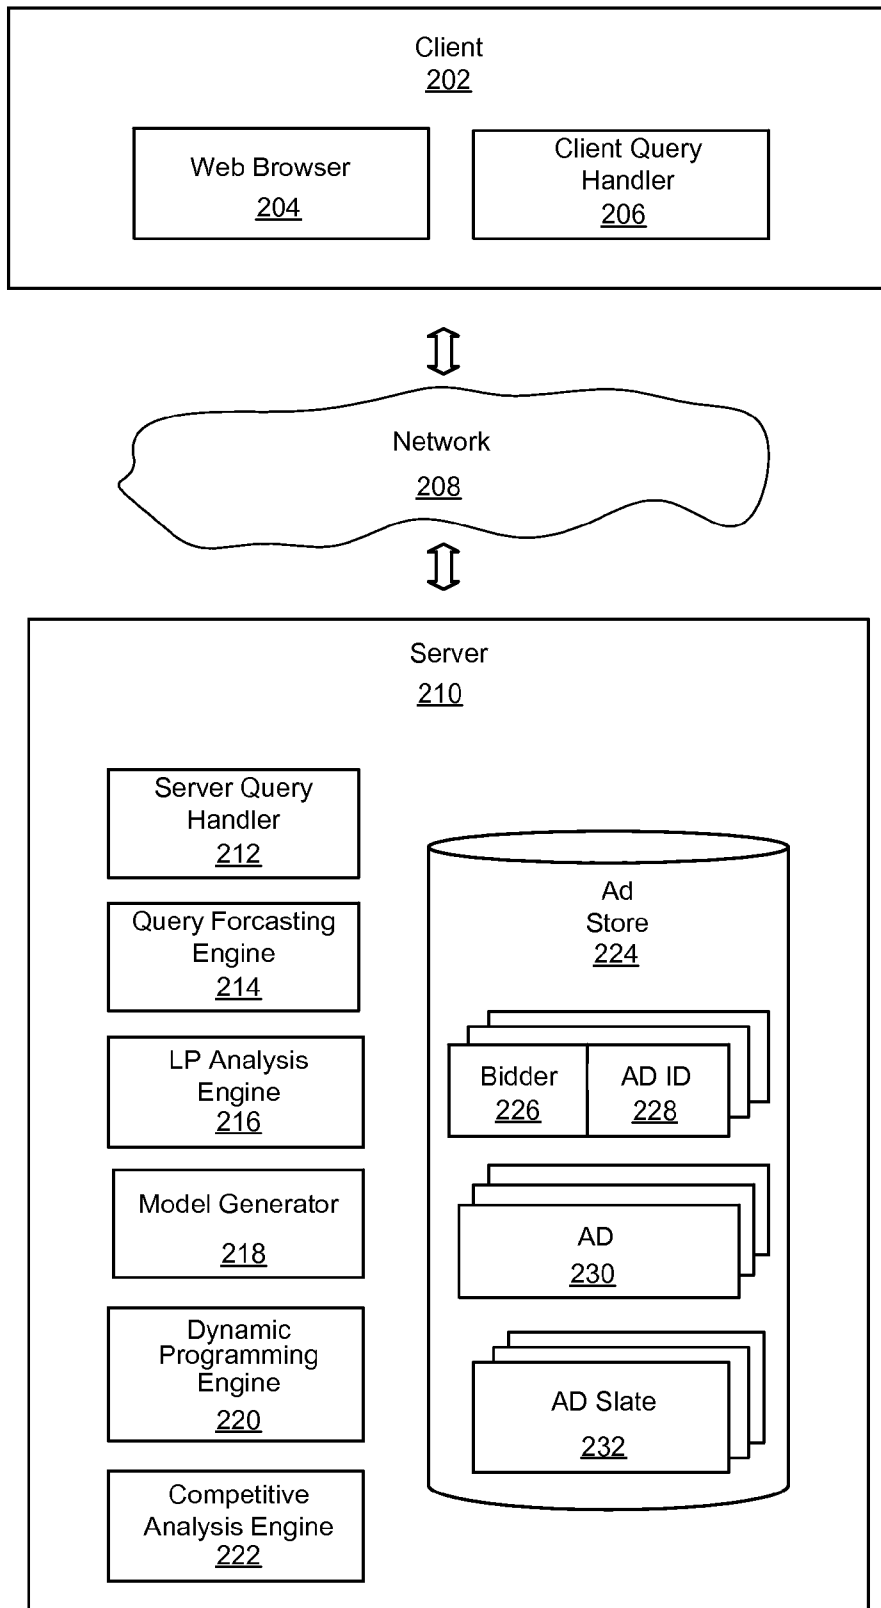 Client
202
Web Browser
204
Client Query
Handler
206
Network
208
Server
210
Server Query
Handler
212
Query Forcasting
Engine
214
LP Analysis
Engine
216
Model Generator
218
Dynamic
Programming
Engine
220
Competitive
Analysis Engine
222
Ad
Store
224
Bidder
226
AD ID
228
AD
230
AD Slate
232